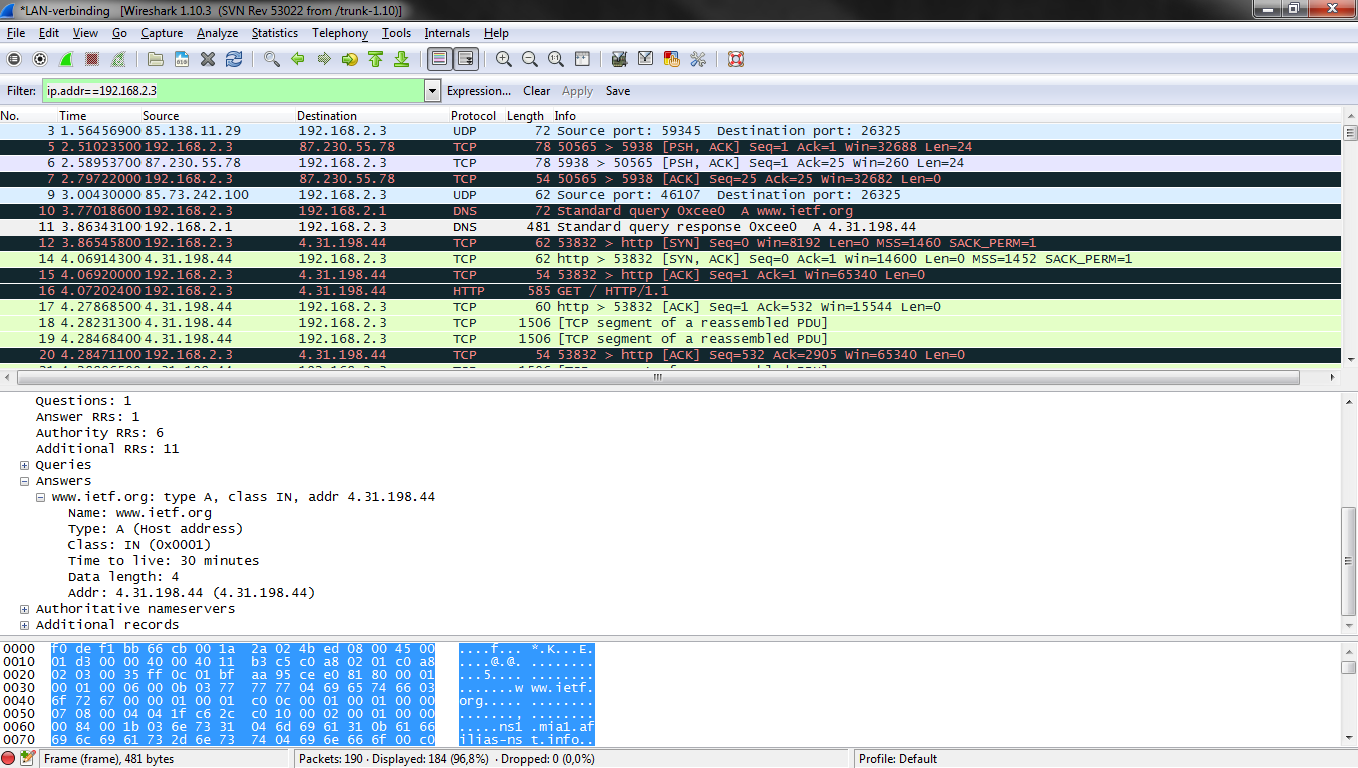 *LAN-verbinding [Wireshark 1.10.3 (SVN Rev 53022 from /trunk-1.10)]
File Edit View Go Capture Analyze Statistics Telephony Tools Internals Help
Filter: ip.addr==192.168.2.3 Expression... Clear Apply Save
No. Time Source Destination Protocol Length Info
3 1.56456900 85.138.11.29 192.168.2.3 UDP 72 Source port: 59345 Destination port: 26325
5 2.51023500 192.168.2.3 87.230.55.78 TCP 78 50565 > 5938 [PSH, ACK] Seq=1 Ack=1 Win=32688 Len=24
6 2.58953700 87.230.55.78 192.168.2.3 TCP 78 5938 > 50565 [PSH, ACK] Seq=1 Ack=25 Win=260 Len=24
7 2.79722000 192.168.2.3 87.230.55.78 TCP 54 50565 > 5938 [ACK] Seq=25 Ack=25 Win=32682 Len=0
9 3.00430000 85.73.242.100 192.168.2.3 UDP 62 Source port: 46107 Destination port: 26325
10 3.77018600 192.168.2.3 192.168.2.1 DNS 72 Standard query 0xcee0 A www.ietf.org
11 3.86343100 192.168.2.1 192.168.2.3 DNS 481 Standard query response 0xcee0 A 4.31.198.44
12 3.86545800 192.168.2.3 4.31.198.44 TCP 62 53832 > http [SYN] Seq=0 Win=8192 Len=0 MSS=1460 SACK_PERM=1
14 4.06914300 4.31.198.44 192.168.2.3 TCP 62 http > 53832 [SYN, ACK] Seq=0 Ack=1 Win=14600 Len=0 MSS=1452 SACK_PERM=1
15 4.06920000 192.168.2.3 4.31.198.44 TCP 54 53832 > http [ACK] Seq=1 Ack=1 Win=65340 Len=0
16 4.07202400 192.168.2.3 4.31.198.44 HTTP 585 GET / HTTP/1.1
17 4.27868500 4.31.198.44 192.168.2.3 TCP 60 http > 53832 [ACK] Seq=1 Ack=532 Win=15544 Len=0
18 4.28231300 4.31.198.44 192.168.2.3 TCP 1506 [TCP segment of a reassembled PDU]
19 4.28468400 4.31.198.44 192.168.2.3 TCP 1506 [TCP segment of a reassembled PDU]
20 4.28471100 192.168.2.3 4.31.198.44 TCP 54 53832 > http [ACK] Seq=532 Ack=2905 Win=65340 Len=0
Questions: 1
Answer RRs: 1
Authority RRs: 6
Additional RRs: 11
Queries
Answers
www.ietf.org: type A, class IN, addr 4.31.198.44
Name: www.ietf.org
Type: A (Host address)
Class: IN (0x0001)
Time to live: 30 minutes
Data length: 4
Addr: 4.31.198.44 (4.31.198.44)
Authoritative nameservers
Additional records
0000 f0 de f1 bb 66 cb 00 1a 2a 02 4b ed 08 00 45 00 ....f... *.K...E.
0010 01 d3 00 00 40 00 40 11 b3 c5 c0 a8 02 01 c0 a8 ....@.@. ........
0020 02 03 00 35 ff 0c 01 bf aa 95 ce e0 81 80 00 01 ...5.... ........
0030 00 01 00 06 00 0b 03 77 77 77 04 69 65 74 66 03 .......w ww.ietf.
0040 6f 72 67 00 00 01 00 01 c0 0c 00 01 00 01 00 00 org..... ........
0050 07 08 00 04 04 1f c6 2c c0 10 00 02 00 01 00 00 ......., ........
0060 00 84 00 1b 03 6e 73 31 04 6d 69 61 31 0b 61 66 .....ns1 .mia1.af
0070 69 6c 69 61 73 2d 6e 73 74 04 69 6e 66 6f 00 c0 ilias-ns t.info..
Frame (frame), 481 bytes Packets: 190 · Displayed: 184 (96,8%) · Dropped: 0 (0,0%) Profile: Default